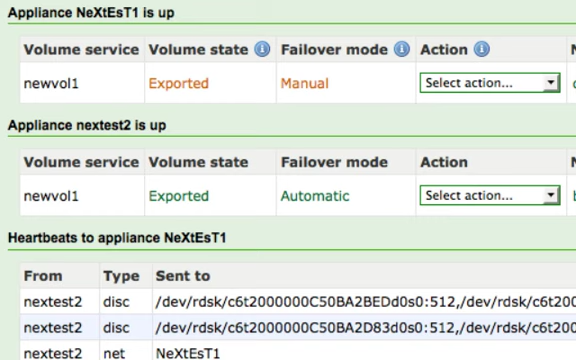 Appliance NeXtEsT1 is up
Volume service Volume state Failover mode Action
newvol1 Exported Manual Select action...
Appliance nextest2 is up
Volume service Volume state Failover mode Action
newvol1 Exported Automatic Select action...
Heartbeats to appliance NeXtEsT1
From Type Sent to
nextest2 disc /dev/rdsk/c6t2000000C50BA2BEDd0s0:512,/dev/rdsk/c6t200
nextest2 disc /dev/rdsk/c6t2000000C50BA2D83d0s0:512,/dev/rdsk/c6t200
nextest2 net NeXtEsT1